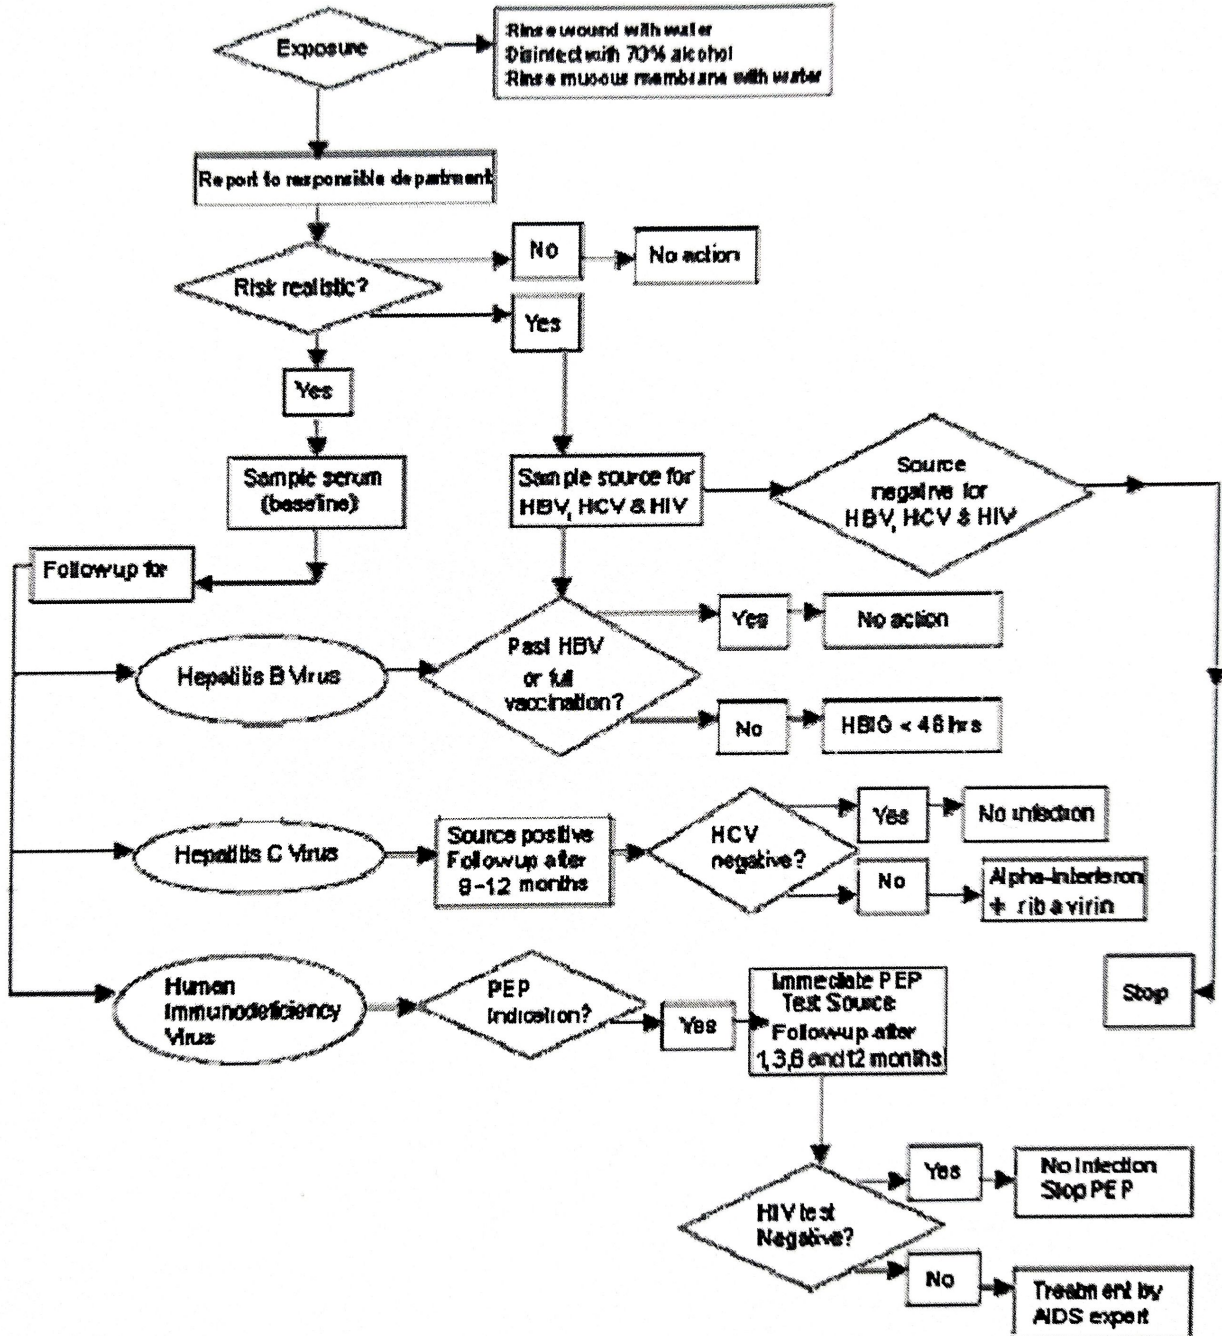 Exposure
Rinse wound with water
Disinfect with 70% alcohol
Rinse mucous membrane with water
Report to responsible department
Risk realistic?
No
No action
Yes
Yes
Sample serum
(baseline)
Sample source for
HBV, HCV & HIV
Source
negative for
HBV, HCV & HIV
Followup for
Hepatitis B Virus
Past HBV
or full
vaccination?
Yes
No action
No
HBIG < 48 hrs
Hepatitis C Virus
Source positive
Followup after
9-12 months
HCV
negative?
Yes
No infection
No
Alpha-Interferon
+ ribavirin
Human
Immunodeficiency
Virus
PEP
Indication?
Yes
Immediate PEP
Test Source
Followup after
1,3,6 and 12 months
Stop
HIV test
Negative?
Yes
No Infection
Stop PEP
No
Treatment by
AIDS expert